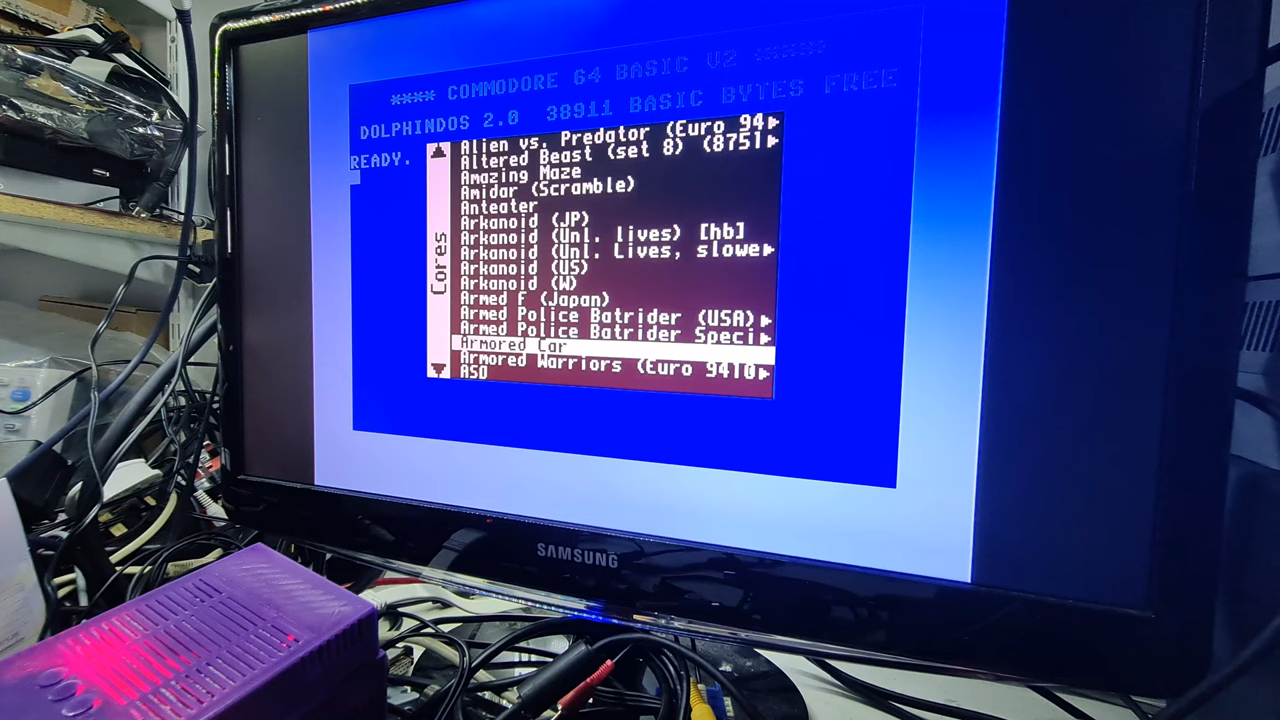 **** COMMODORE 64 BASIC V2 ****
DOLPHINDOS 2.0 38911 BASIC BYTES FREE
READY.
Cores
Alien vs. Predator (Euro 94
Altered Beast (set 8) (8751
Amazing Maze
Amidar (Scramble)
Anteater
Arkanoid (JP)
Arkanoid (Unl. lives) [hb]
Arkanoid (Unl. Lives, slowe
Arkanoid (US)
Arkanoid (W)
Armed F (Japan)
Armed Police Batrider (USA)
Armed Police Batrider Speci
Armored Car
Armored Warriors (Euro 9410
ASO
SAMSUNG